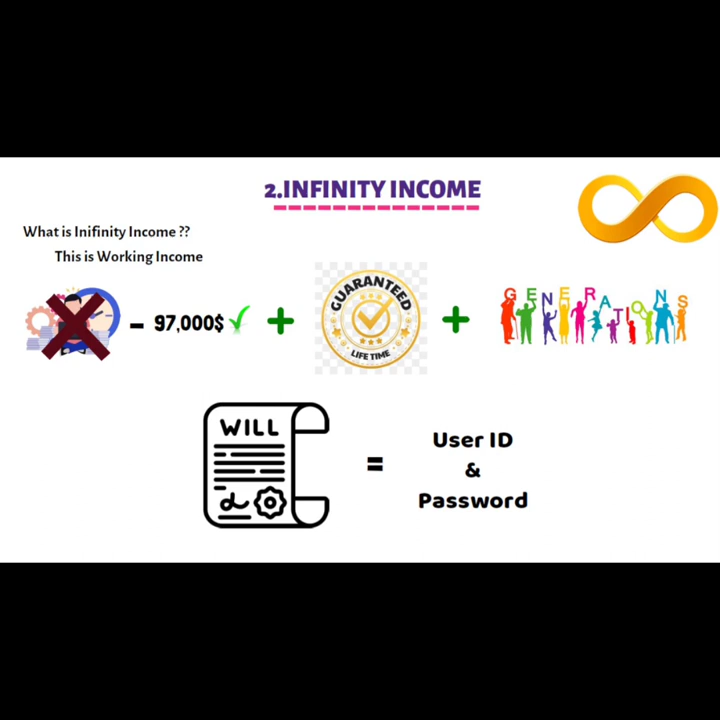 2.INFINITY INCOME
What is Inifinity Income ??
This is Working Income
- 97,000$
+
GUARANTEED
LIFE TIME
+
GENERATIONS
WILL
=
User ID
&
Password